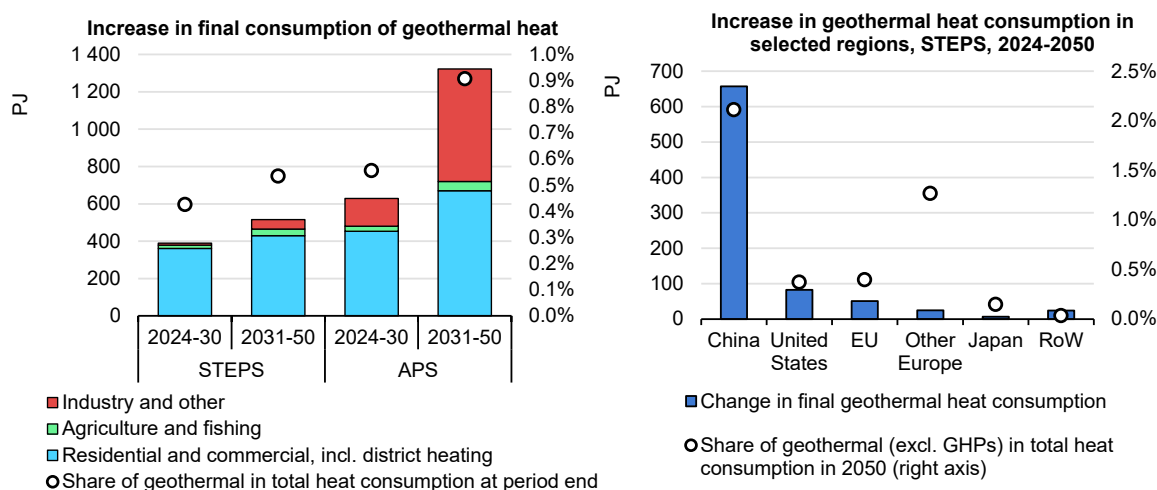 Increase in final consumption of geothermal heat
PJ
1 400
1 200
1 000
800
600
400
200
0
1.0%
0.9%
0.8%
0.7%
0.6%
0.5%
0.4%
0.3%
0.2%
0.1%
0.0%
2024-30 2031-50 2024-30 2031-50
STEPS APS
Industry and other
Agriculture and fishing
Residential and commercial, incl. district heating
Share of geothermal in total heat consumption at period end
Increase in geothermal heat consumption in
selected regions, STEPS, 2024-2050
PJ
700
600
500
400
300
200
100
0
2.5%
2.0%
1.5%
1.0%
0.5%
0.0%
China United EU Other Japan RoW
States Europe
Change in final geothermal heat consumption
Share of geothermal (excl. GHPs) in total heat
consumption in 2050 (right axis)